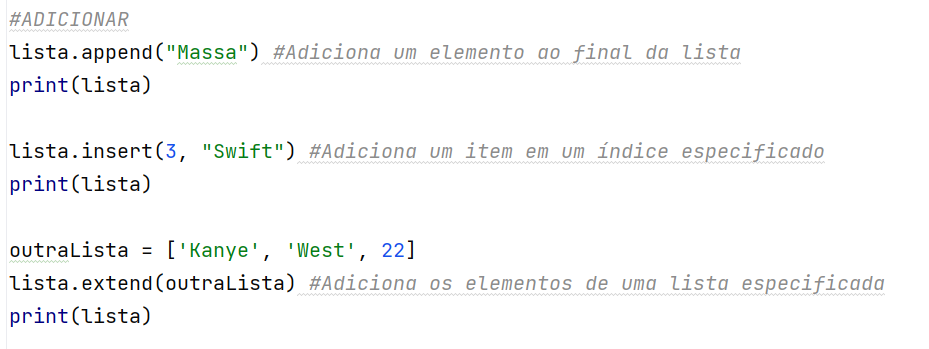 #ADICIONAR
lista.append("Massa") #Adiciona um elemento ao final da lista
print(lista)
lista.insert(3, "Swift") #Adiciona um item em um índice especificado
print(lista)
outraLista = ['Kanye', 'West', 22]
lista.extend(outraLista) #Adiciona os elementos de uma lista especificada
print(lista)